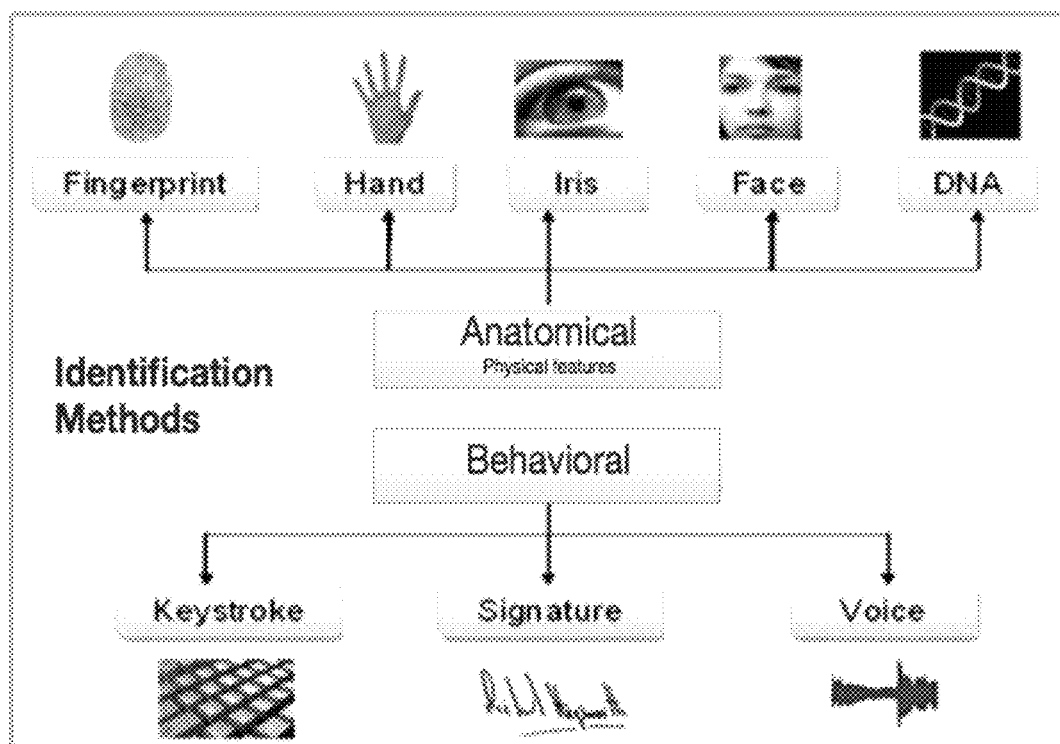 Fingerprint Hand Iris Face DNA
Anatomical
Physical features
Identification
Methods
Behavioral
Keystroke Signature Voice